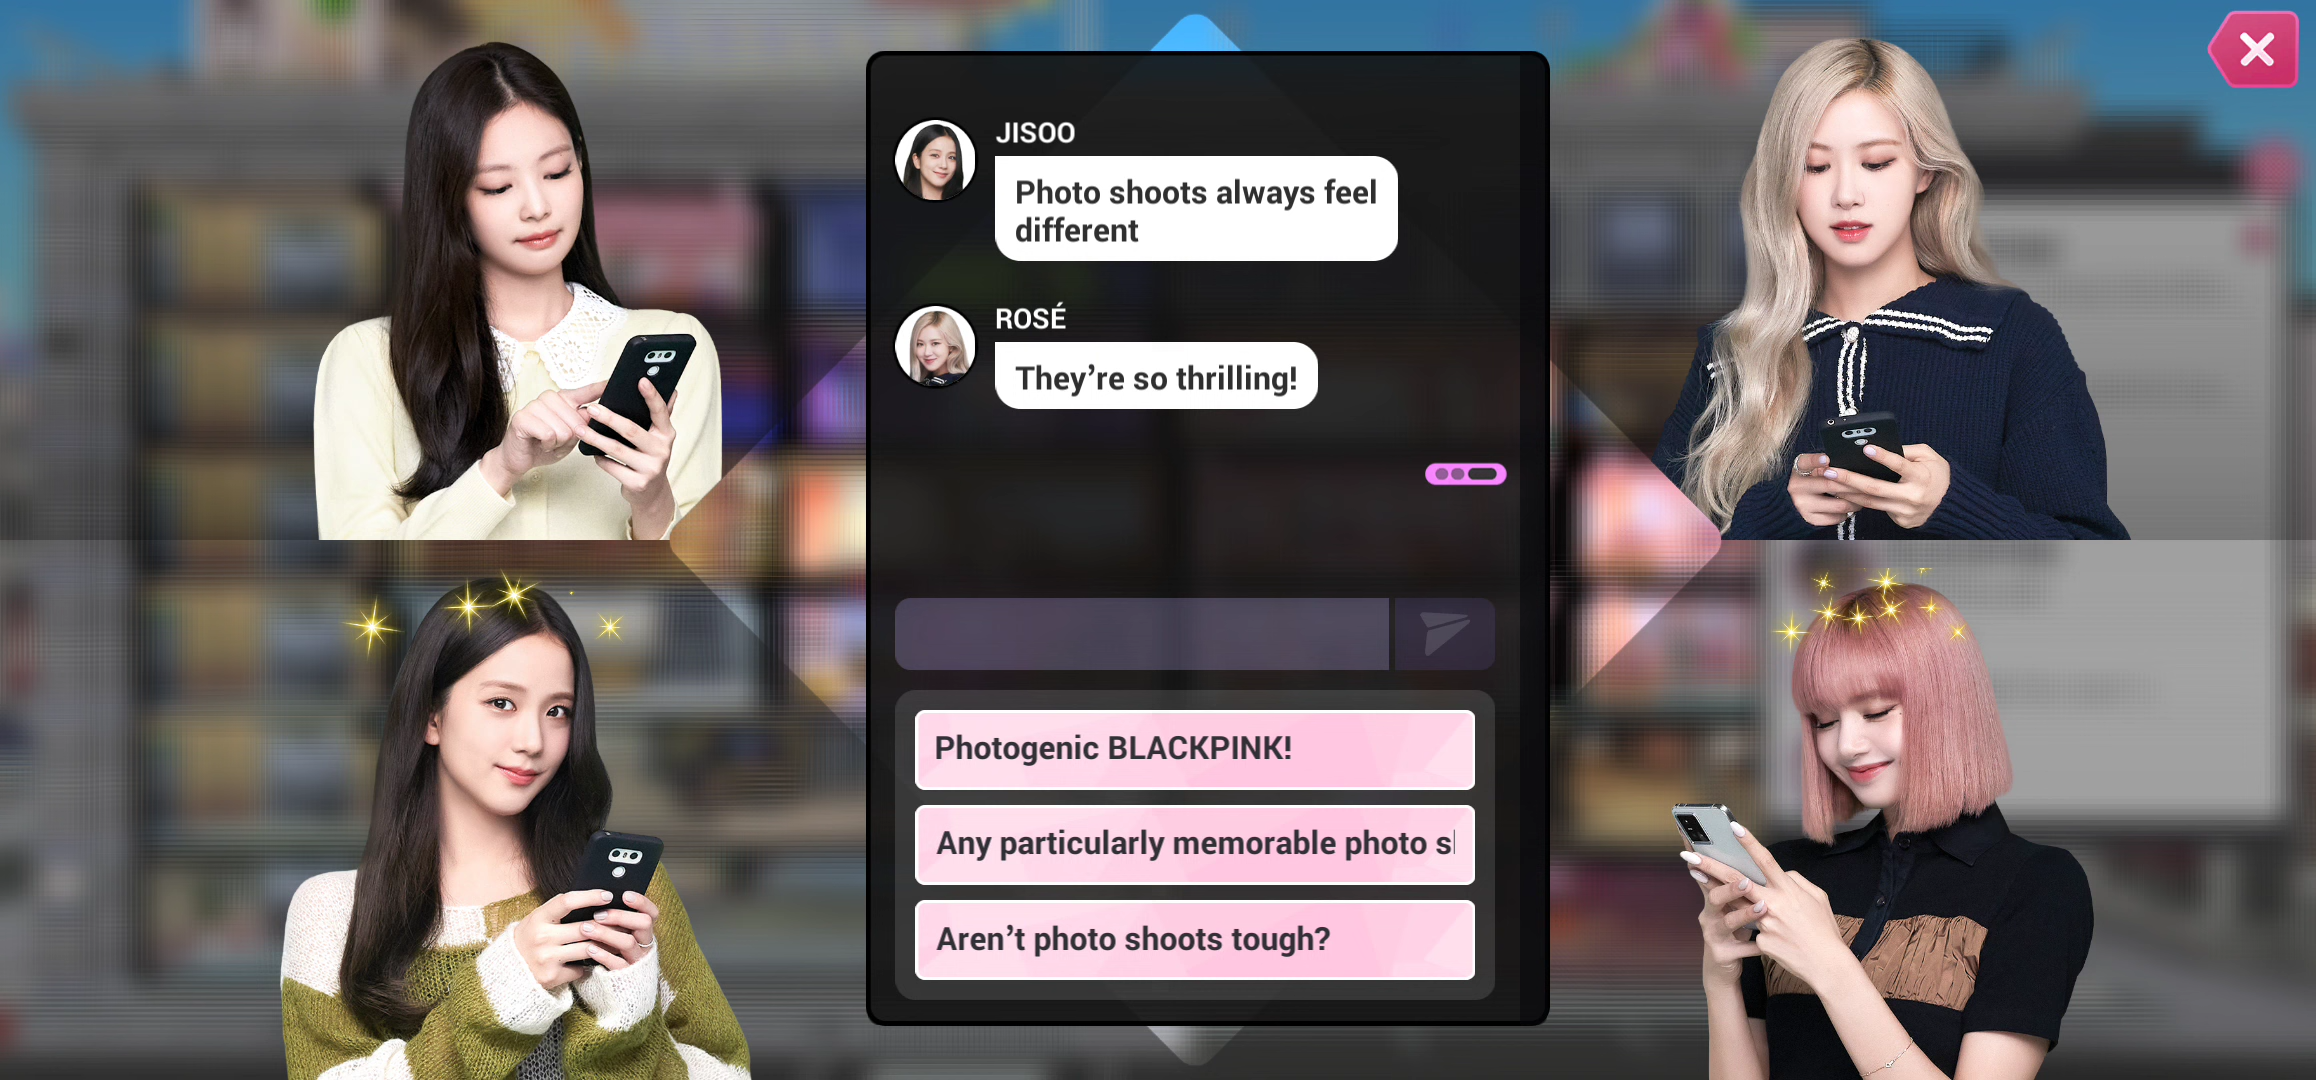 JISOO
Photo shoots always feel
different
ROSÉ
They’re so thrilling!
Photogenic BLACKPINK!
Any particularly memorable photo
Aren’t photo shoots tough?